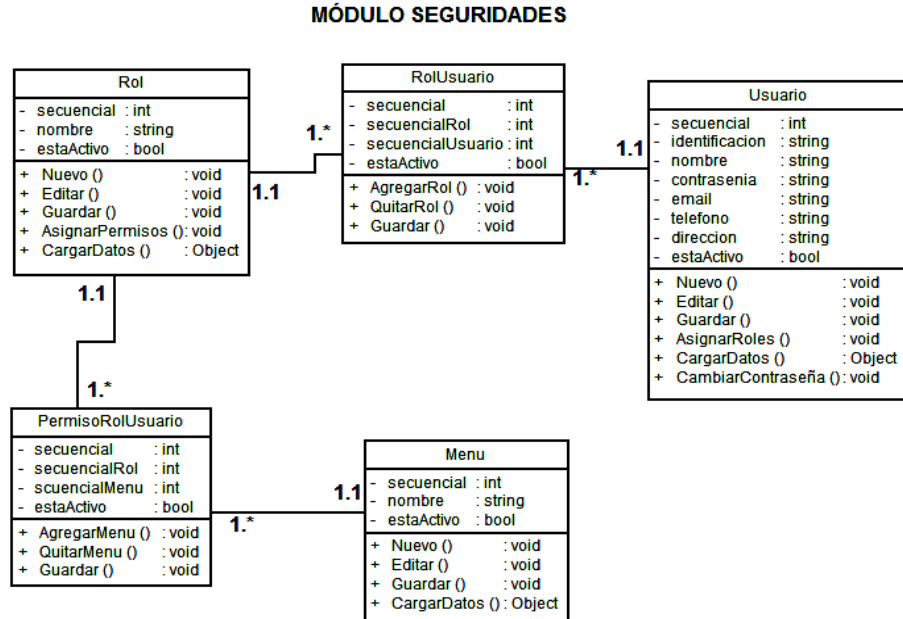 MÓDULO SEGURIDADES
Rol
- secuencial : int
- nombre : string
- estaActivo : bool
+ Nuevo () : void
+ Editar () : void
+ Guardar () : void
+ AsignarPermisos () : void
+ CargarDatos () : Object
1.1
1.*
RolUsuario
- secuencial : int
- secuencialRol : int
- secuencialUsuario : int
- estaActivo : bool
+ AgregarRol () : void
+ QuitarRol () : void
+ Guardar () : void
1.*
1.1
Usuario
- secuencial : int
- identificacion : string
- nombre : string
- contrasenia : string
- email : string
- telefono : string
- direccion : string
- estaActivo : bool
+ Nuevo () : void
+ Editar () : void
+ Guardar () : void
+ AsignarRoles () : void
+ CargarDatos () : Object
+ CambiarContraseña () : void
1.1
1.*
PermisoRolUsuario
- secuencial : int
- secuencialRol : int
- scuencialMenu : int
- estaActivo : bool
+ AgregarMenu () : void
+ QuitarMenu () : void
+ Guardar () : void
1.*
1.1
Menu
- secuencial : int
- nombre : string
- estaActivo : bool
+ Nuevo () : void
+ Editar () : void
+ Guardar () : void
+ CargarDatos () : Object